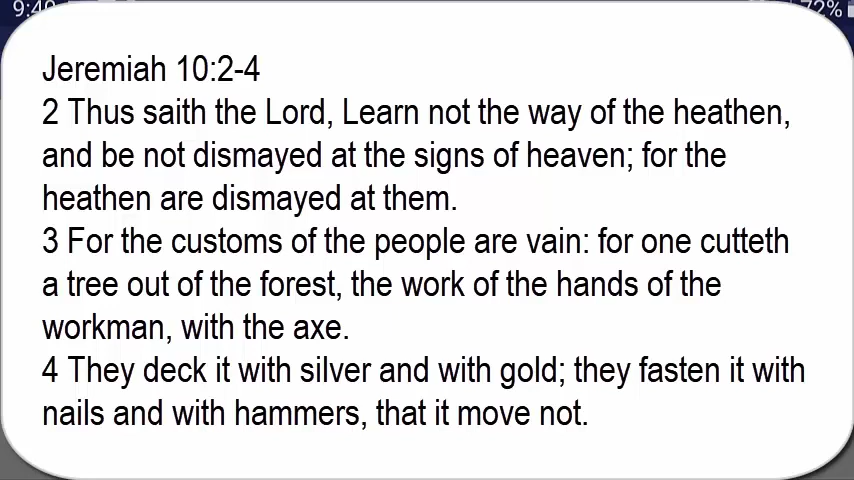 72%
Jeremiah 10:2-4
2 Thus saith the Lord, Learn not the way of the heathen,
and be not dismayed at the signs of heaven; for the
heathen are dismayed at them.
3 For the customs of the people are vain: for one cutteth
a tree out of the forest, the work of the hands of the
workman, with the axe.
4 They deck it with silver and with gold; they fasten it with
nails and with hammers, that it move not.